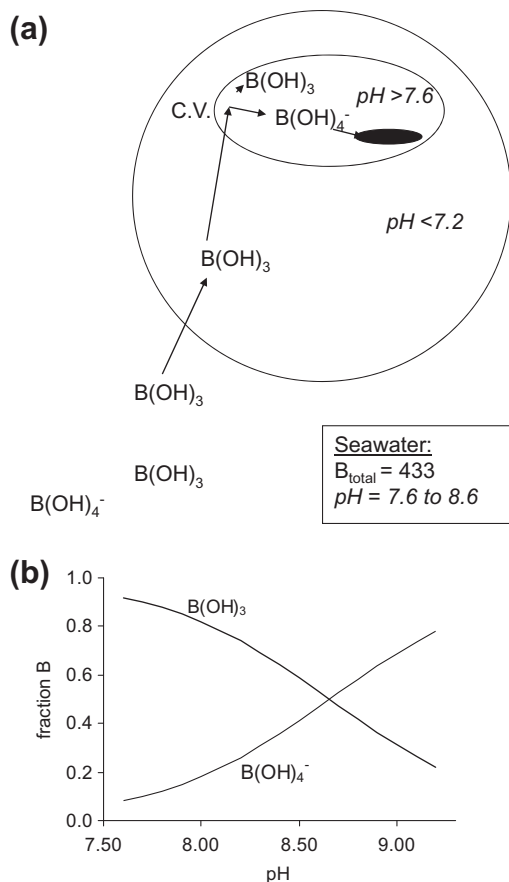 (a)
B(OH)₃
pH >7.6
C.V.
B(OH)₄⁻
pH <7.2
B(OH)₃
B(OH)₃
Seawater:
B_total = 433
pH = 7.6 to 8.6
B(OH)₃
B(OH)₄⁻
(b)
1.0
B(OH)₃
0.8
0.6
fraction B
0.4
0.2
B(OH)₄⁻
0.0
7.50 8.00 8.50 9.00
pH